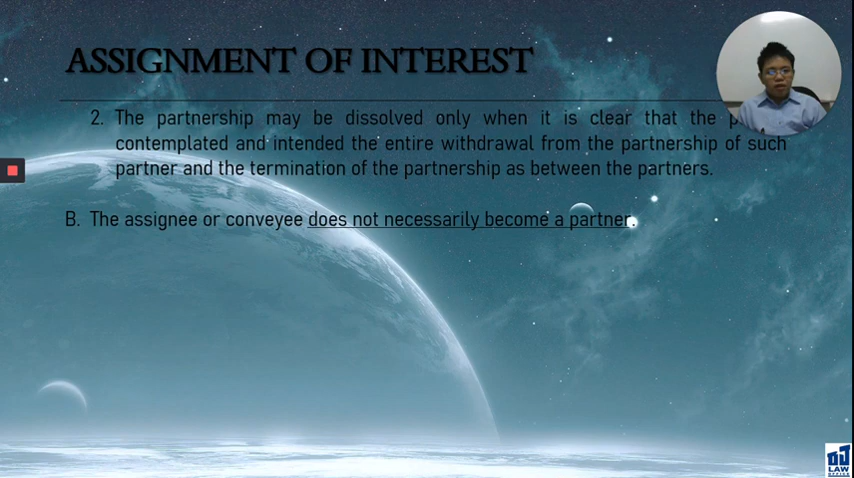 ASSIGNMENT OF INTEREST
2. The partnership may be dissolved only when it is clear that the
contemplated and intended the entire withdrawal from the partnership of such
partner and the termination of the partnership as between the partners.
B. The assignee or conveyee does not necessarily become a partner.
LAW
OFFICE